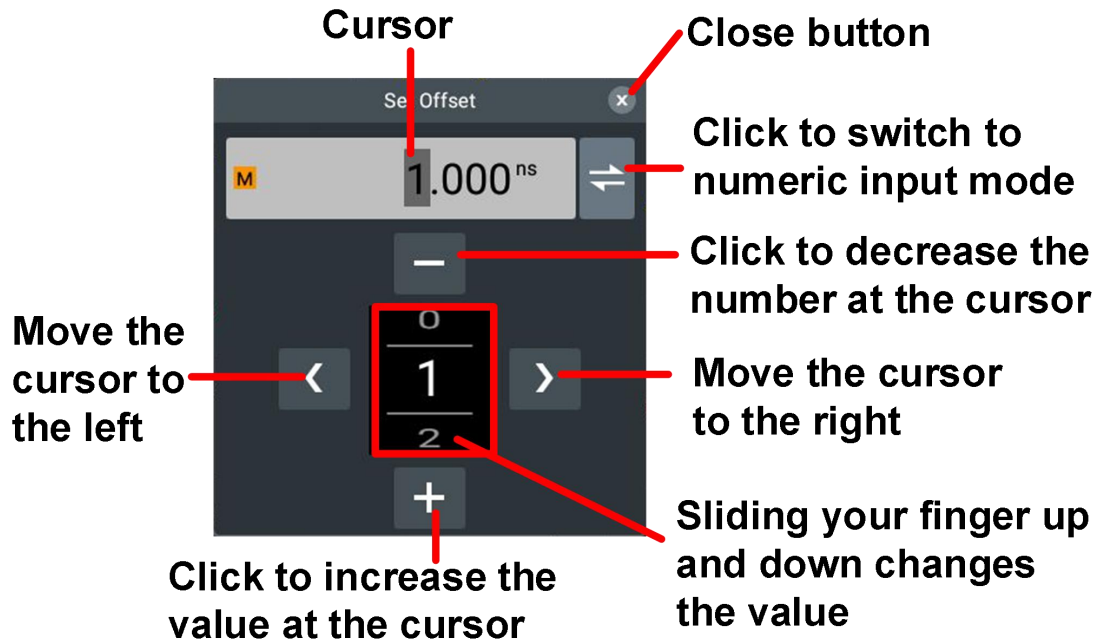 Cursor
Close button
Set Offset
x
M
1.000 ns
Click to switch to
numeric input mode
−
Click to decrease the
number at the cursor
Move the
cursor to
the left
0
1
2
Move the cursor
to the right
+
Sliding your finger up
and down changes
the value
Click to increase the
value at the cursor